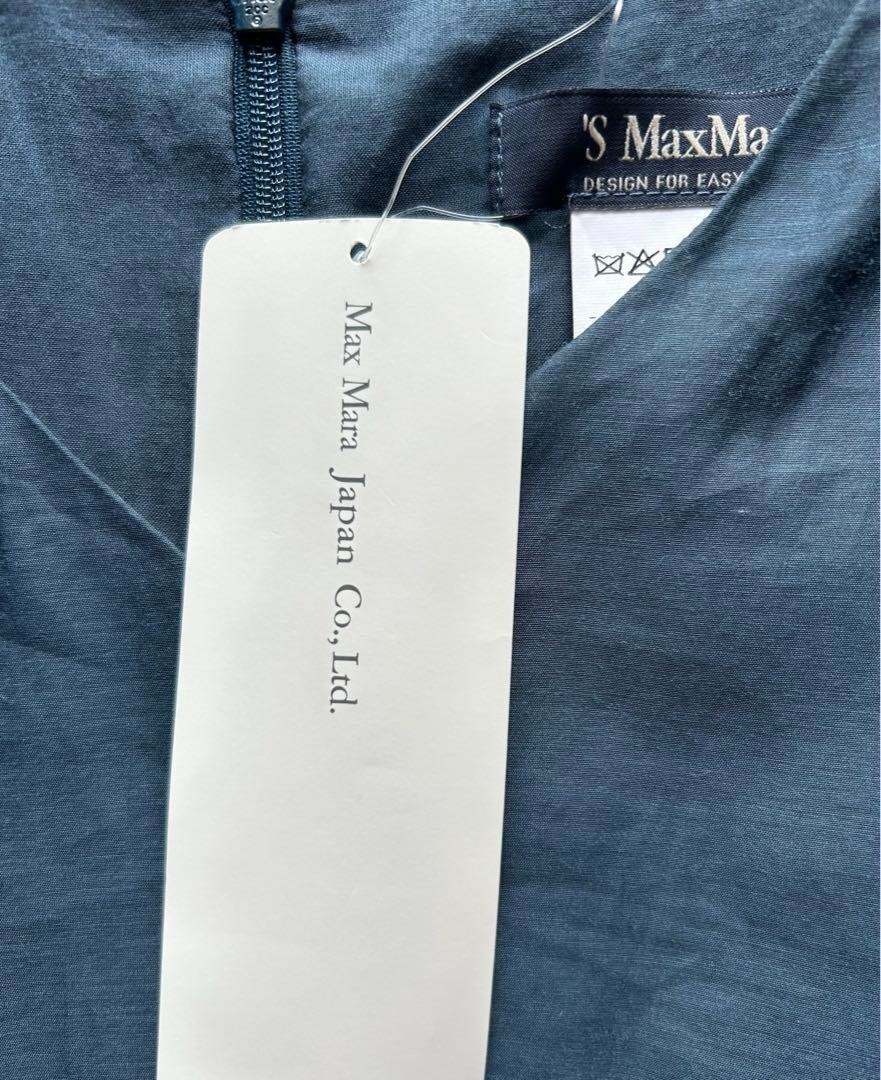 'S MaxMa
DESIGN FOR EASY
Max Mara Japan Co., Ltd.